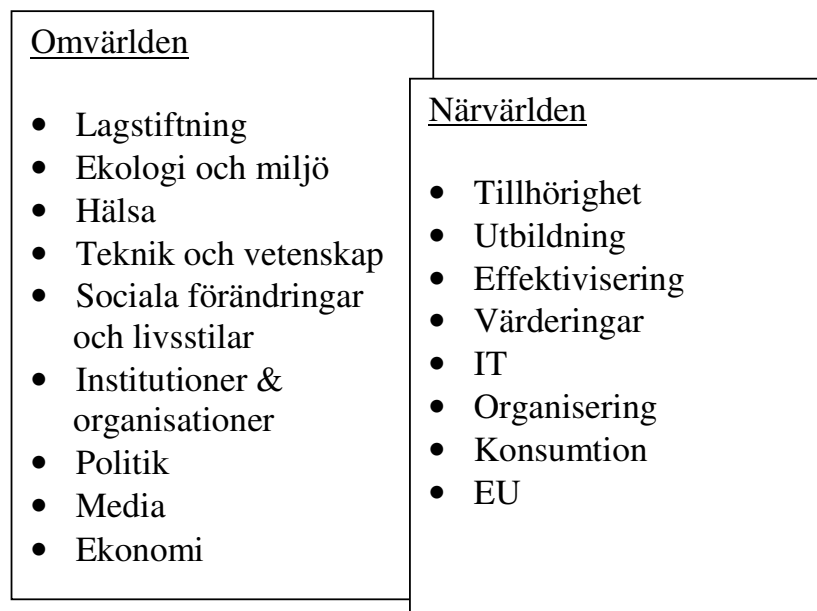 Omvärlden
• Lagstiftning
• Ekologi och miljö
• Hälsa
• Teknik och vetenskap
• Sociala förändringar
och livsstilar
• Institutioner &
organisationer
• Politik
• Media
• Ekonomi
Närvärlden
• Tillhörighet
• Utbildning
• Effektivisering
• Värderingar
• IT
• Organisering
• Konsumtion
• EU